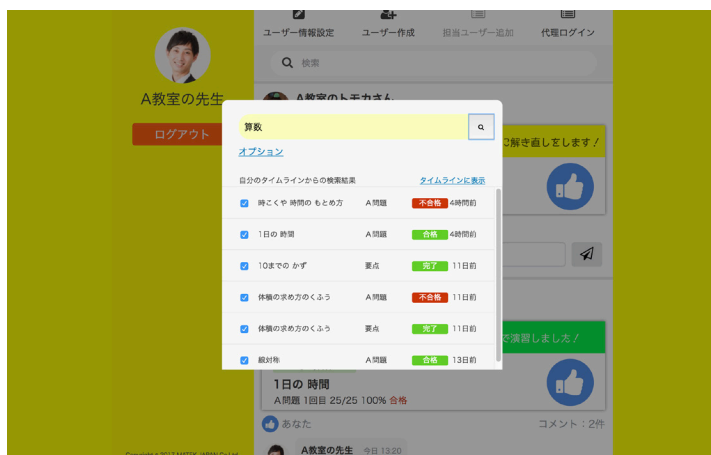 ユーザー情報設定 ユーザー作成 担当ユーザー追加 代理ログイン
検索
A教室の先生
A教室のトモカさん
ログアウト
算数
オプション
に解き直しをします！
自分のタイムラインからの検索結果 タイムラインに表示
時こくや 時間の もとめ方 A問題 不合格 4時間前
1日の 時間 A問題 合格 4時間前
10までの かず 要点 完了 11日前
体積の求め方のくふう A問題 不合格 11日前
体積の求め方のくふう 要点 完了 11日前
で演習しました！
線対称 A問題 合格 13日前
1日の 時間
A問題 1回目 25/25 100% 合格
あなた コメント：2件
A教室の先生 今日 13:20